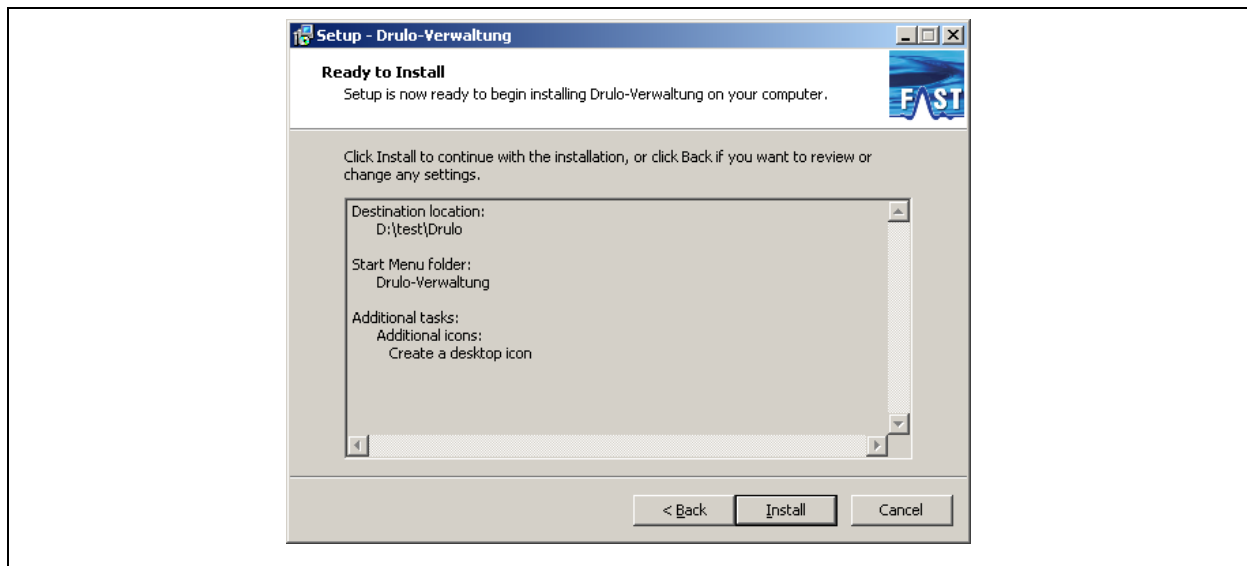 Setup - Drulo-Verwaltung
Ready to Install
Setup is now ready to begin installing Drulo-Verwaltung on your computer.
FAST
Click Install to continue with the installation, or click Back if you want to review or
change any settings.
Destination location:
D:\test\Drulo
Start Menu folder:
Drulo-Verwaltung
Additional tasks:
Additional icons:
Create a desktop icon
< Back
Install
Cancel